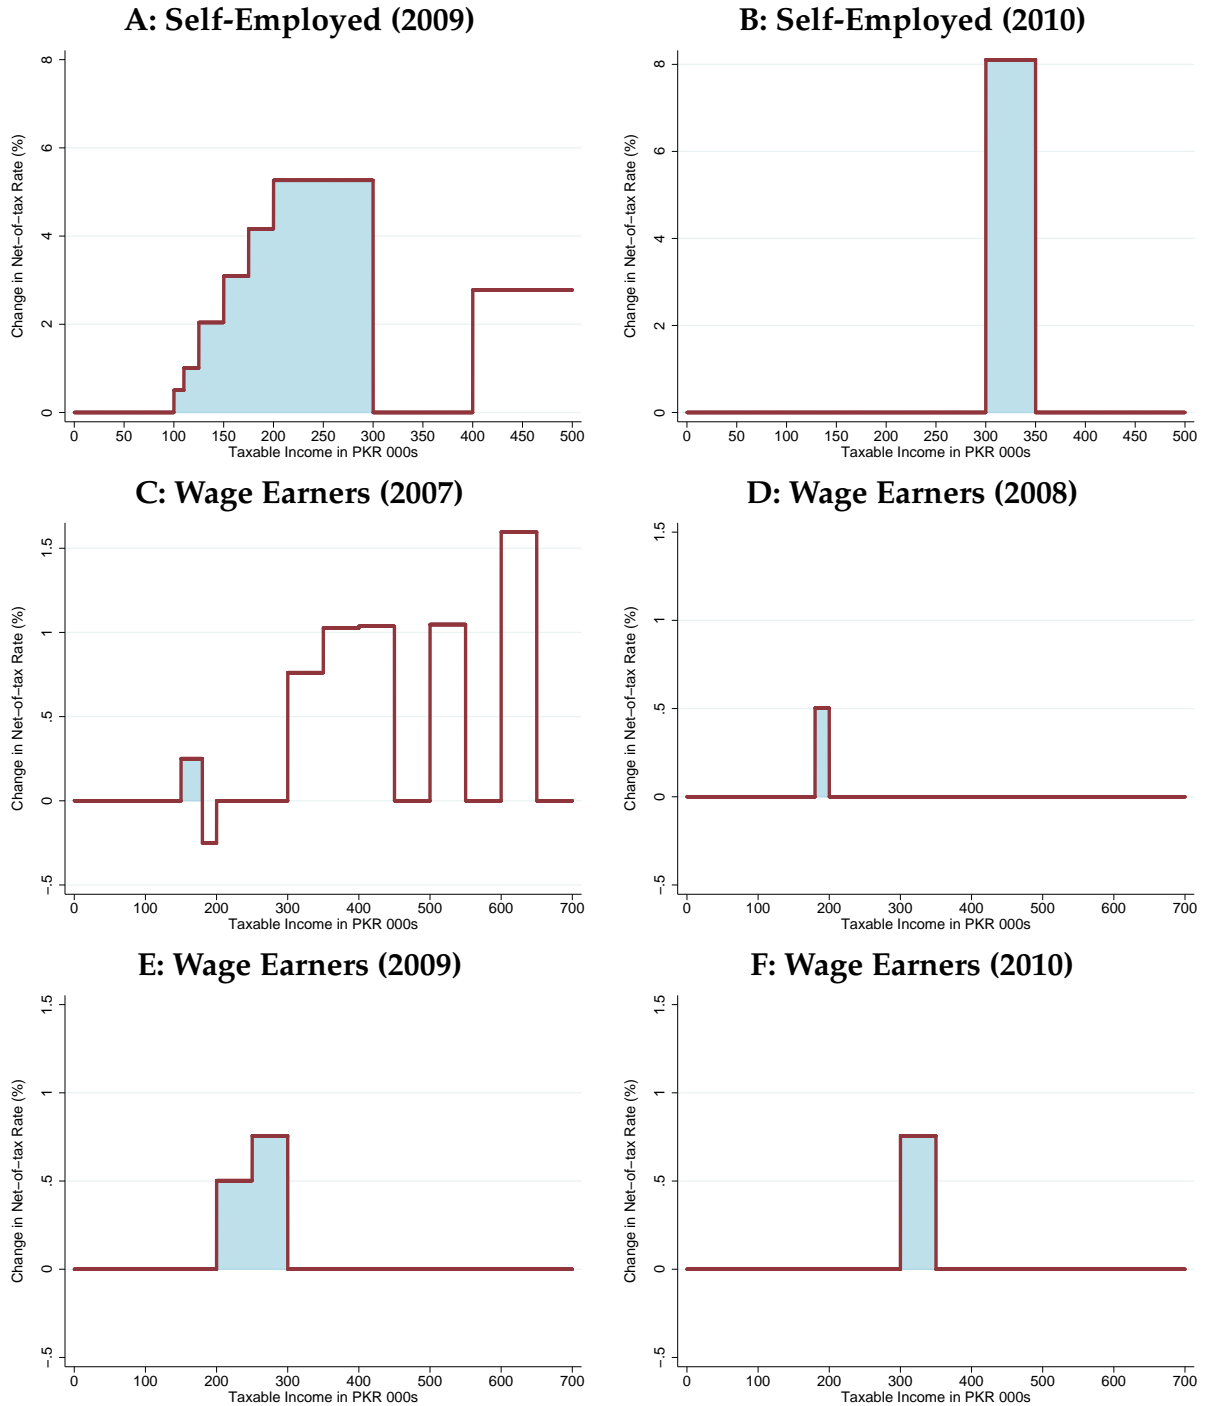 A: Self-Employed (2009)
Change in Net−of−tax Rate (%)
8
6
4
2
0
0 50 100 150 200 250 300 350 400 450 500
Taxable Income in PKR 000s
B: Self-Employed (2010)
Change in Net−of−tax Rate (%)
8
6
4
2
0
0 50 100 150 200 250 300 350 400 450 500
Taxable Income in PKR 000s
C: Wage Earners (2007)
Change in Net−of−tax Rate (%)
1.5
1
.5
0
−.5
0 100 200 300 400 500 600 700
Taxable Income in PKR 000s
D: Wage Earners (2008)
Change in Net−of−tax Rate (%)
1.5
1
.5
0
−.5
0 100 200 300 400 500 600 700
Taxable Income in PKR 000s
E: Wage Earners (2009)
Change in Net−of−tax Rate (%)
1.5
1
.5
0
−.5
0 100 200 300 400 500 600 700
Taxable Income in PKR 000s
F: Wage Earners (2010)
Change in Net−of−tax Rate (%)
1.5
1
.5
0
−.5
0 100 200 300 400 500 600 700
Taxable Income in PKR 000s